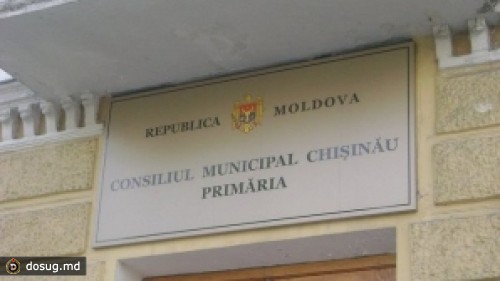 REPUBLICA MOLDOVA
CONSILIUL MUNICIPAL CHIŞINĂU
PRIMĂRIA
dosug.md